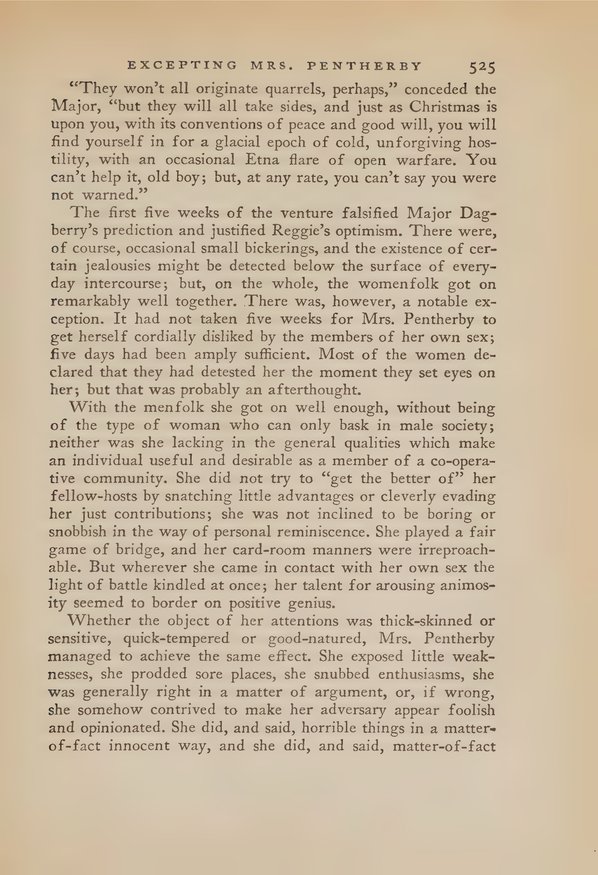 EXCEPTING MRS. PENTHERBY 525
“They won’t all originate quarrels, perhaps,” conceded the
Major, “but they will all take sides, and just as Christmas is
upon you, with its conventions of peace and good will, you will
find yourself in for a glacial epoch of cold, unforgiving hos-
tility, with an occasional Etna flare of open warfare. You
can’t help it, old boy; but, at any rate, you can’t say you were
not warned.”
The first five weeks of the venture falsified Major Dag-
berry’s prediction and justified Reggie’s optimism. There were,
of course, occasional small bickerings, and the existence of cer-
tain jealousies might be detected below the surface of every-
day intercourse; but, on the whole, the womenfolk got on
remarkably well together. There was, however, a notable ex-
ception. It had not taken five weeks for Mrs. Pentherby to
get herself cordially disliked by the members of her own sex;
five days had been amply sufficient. Most of the women de-
clared that they had detested her the moment they set eyes on
her; but that was probably an afterthought.
With the menfolk she got on well enough, without being
of the type of woman who can only bask in male society;
neither was she lacking in the general qualities which make
an individual useful and desirable as a member of a co-opera-
tive community. She did not try to “get the better of” her
fellow-hosts by snatching little advantages or cleverly evading
her just contributions; she was not inclined to be boring or
snobbish in the way of personal reminiscence. She played a fair
game of bridge, and her card-room manners were irreproach-
able. But wherever she came in contact with her own sex the
light of battle kindled at once; her talent for arousing animos-
ity seemed to border on positive genius.
Whether the object of her attentions was thick-skinned or
sensitive, quick-tempered or good-natured, Mrs. Pentherby
managed to achieve the same effect. She exposed little weak-
nesses, she prodded sore places, she snubbed enthusiasms, she
was generally right in a matter of argument, or, if wrong,
she somehow contrived to make her adversary appear foolish
and opinionated. She did, and said, horrible things in a matter-
of-fact innocent way, and she did, and said, matter-of-fact